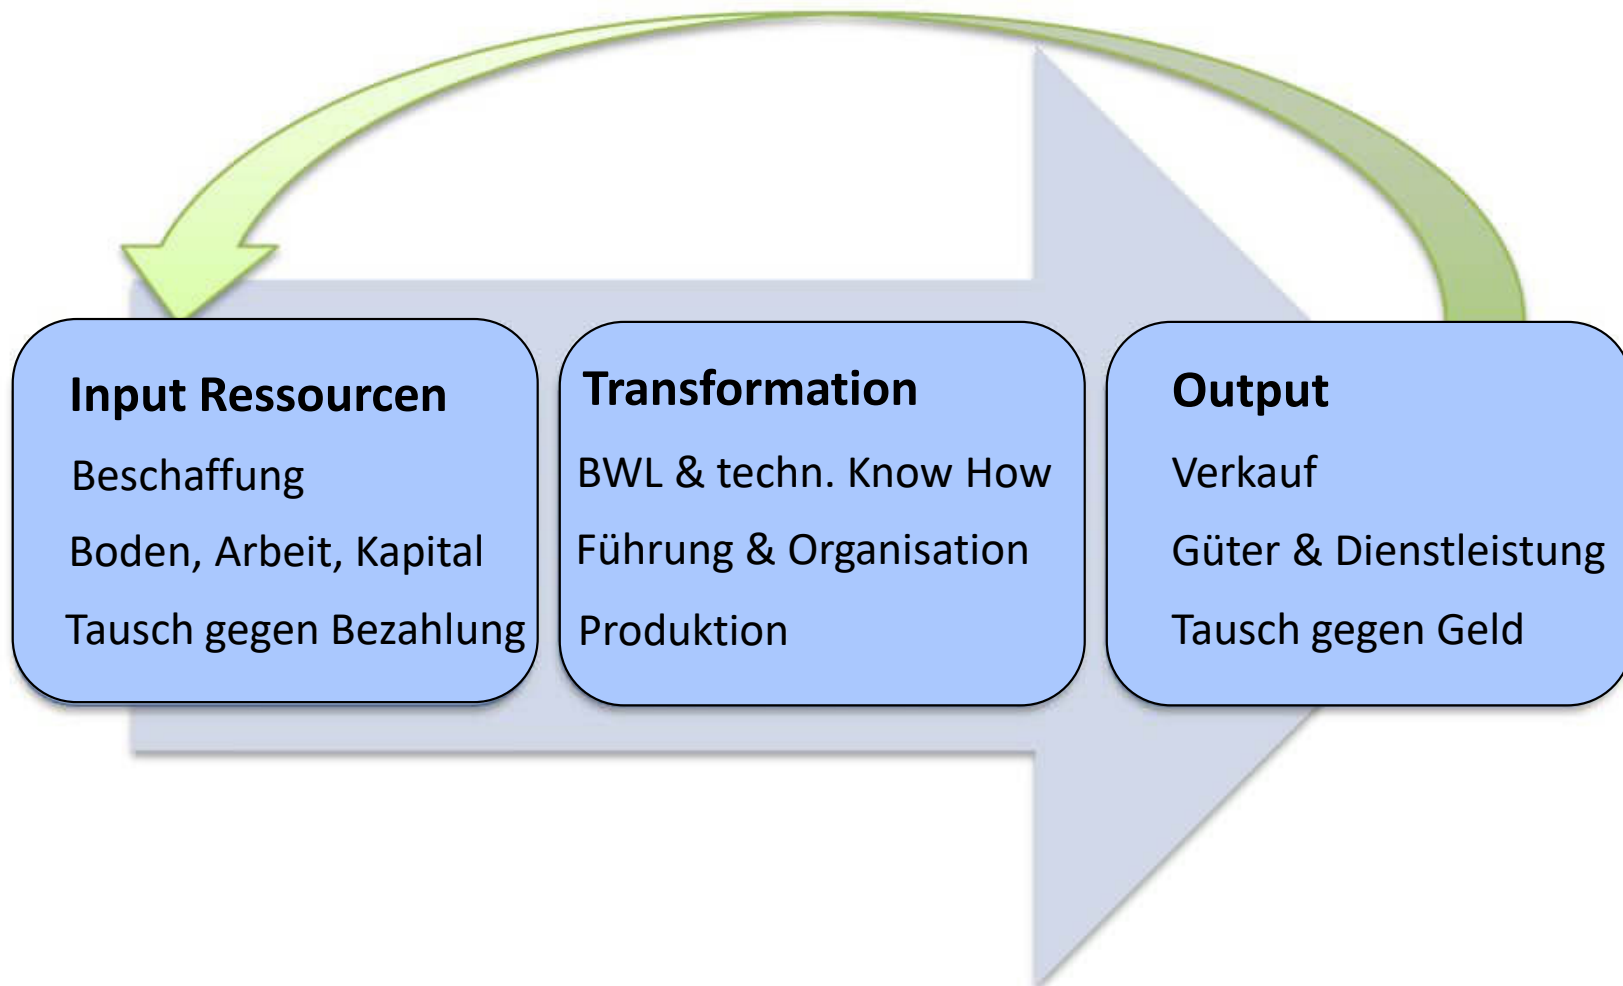 Input Ressourcen
Beschaffung
Boden, Arbeit, Kapital
Tausch gegen Bezahlung
Transformation
BWL & techn. Know How
Führung & Organisation
Produktion
Output
Verkauf
Güter & Dienstleistung
Tausch gegen Geld